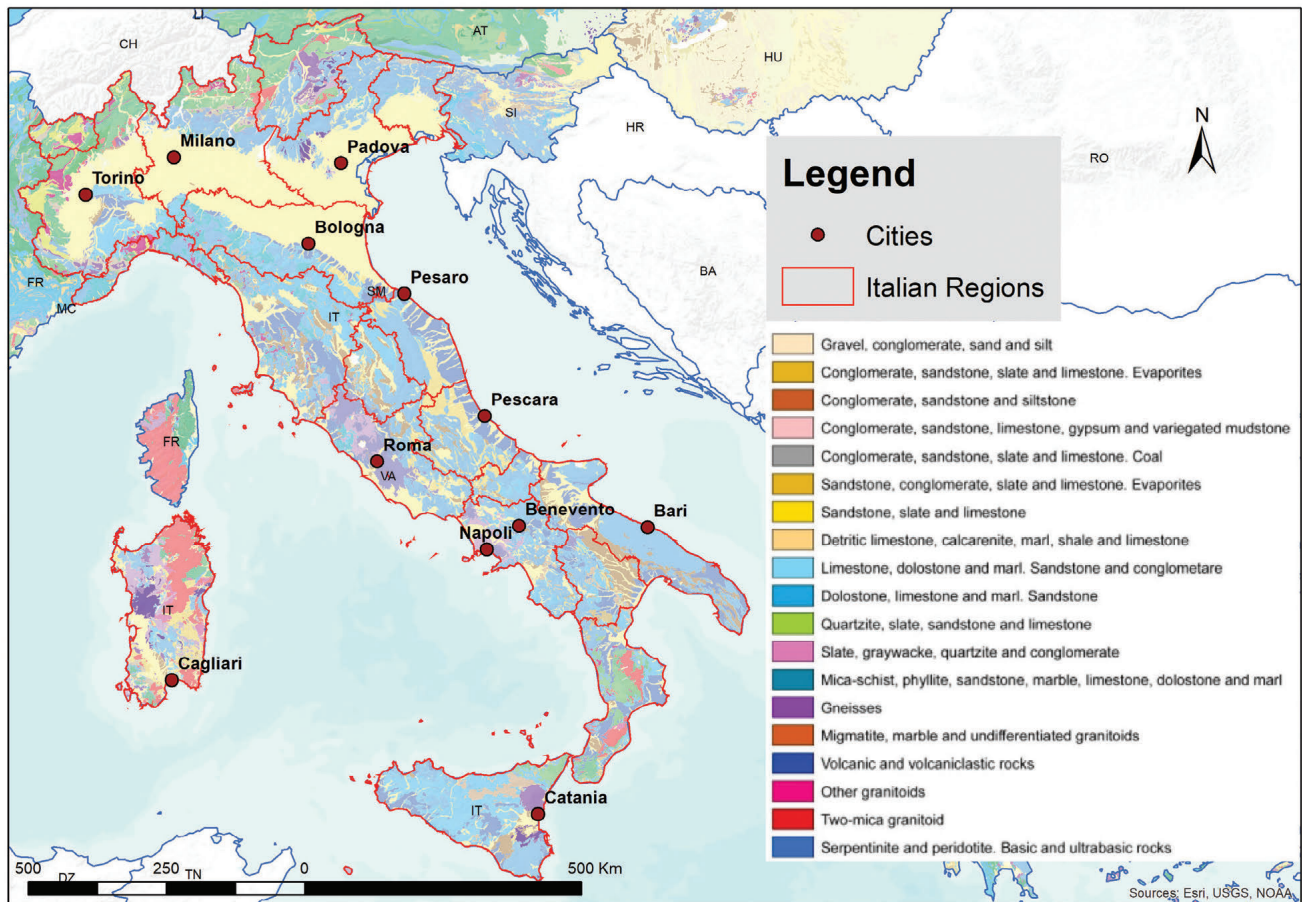 CH
AT
HU
SI
HR
RO
N
Milano
Padova
Torino
Bologna
Pesaro
FR
MC
SM
IT
BA
Pescara
Roma
VA
FR
Benevento
Bari
Napoli
IT
Cagliari
Catania
IT
Legend
Cities
Italian Regions
Gravel, conglomerate, sand and silt
Conglomerate, sandstone, slate and limestone. Evaporites
Conglomerate, sandstone and siltstone
Conglomerate, sandstone, limestone, gypsum and variegated mudstone
Conglomerate, sandstone, slate and limestone. Coal
Sandstone, conglomerate, slate and limestone. Evaporites
Sandstone, slate and limestone
Detritic limestone, calcarenite, marl, shale and limestone
Limestone, dolostone and marl. Sandstone and conglometare
Dolostone, limestone and marl. Sandstone
Quartzite, slate, sandstone and limestone
Slate, graywacke, quartzite and conglomerate
Mica-schist, phyllite, sandstone, marble, limestone, dolostone and marl
Gneisses
Migmatite, marble and undifferentiated granitoids
Volcanic and volcaniclastic rocks
Other granitoids
Two-mica granitoid
Serpentinite and peridotite. Basic and ultrabasic rocks
500 250 0 500 Km
DZ TN
Sources: Esri, USGS, NOAA